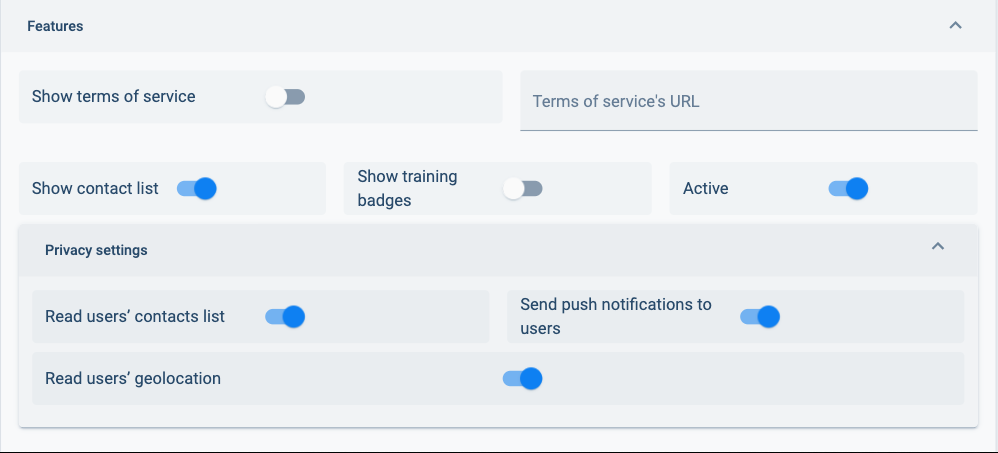 Features
Show terms of service
Terms of service's URL
Show contact list
Show training
badges
Active
Privacy settings
Read users’ contacts list
Send push notifications to
users
Read users’ geolocation